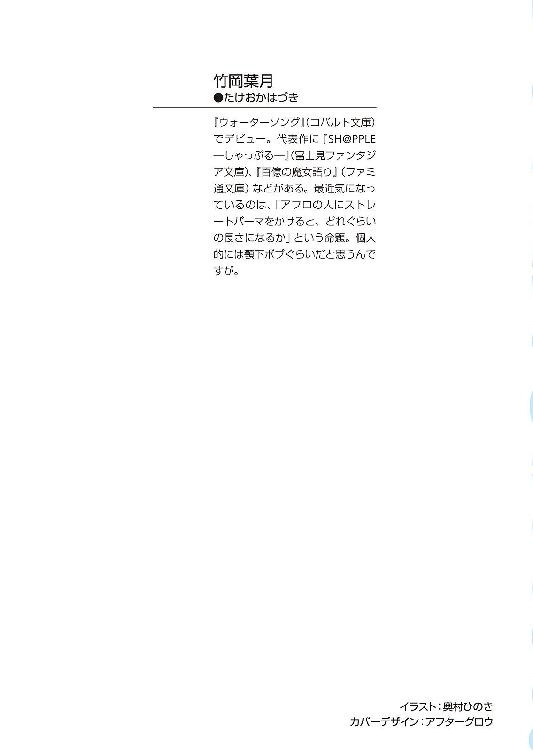 竹岡葉月
●たけおかはづき
『ウォーターソング』(コバルト文庫)
でデビュー。代表作に『SH@PPLE
―しゃっぷる―』(富士見ファンタジ
ア文庫)、『百億の魔女語り』(ファミ
通文庫)などがある。最近気になっ
ているのは、「アフロの人にストレ
ートパーマをかけると、どれぐらい
の長さになるか」という命題。個人
的には顎下ボブぐらいだと思うんで
すが。
イラスト:奥村ひのき
カバーデザイン:アフターグロウ